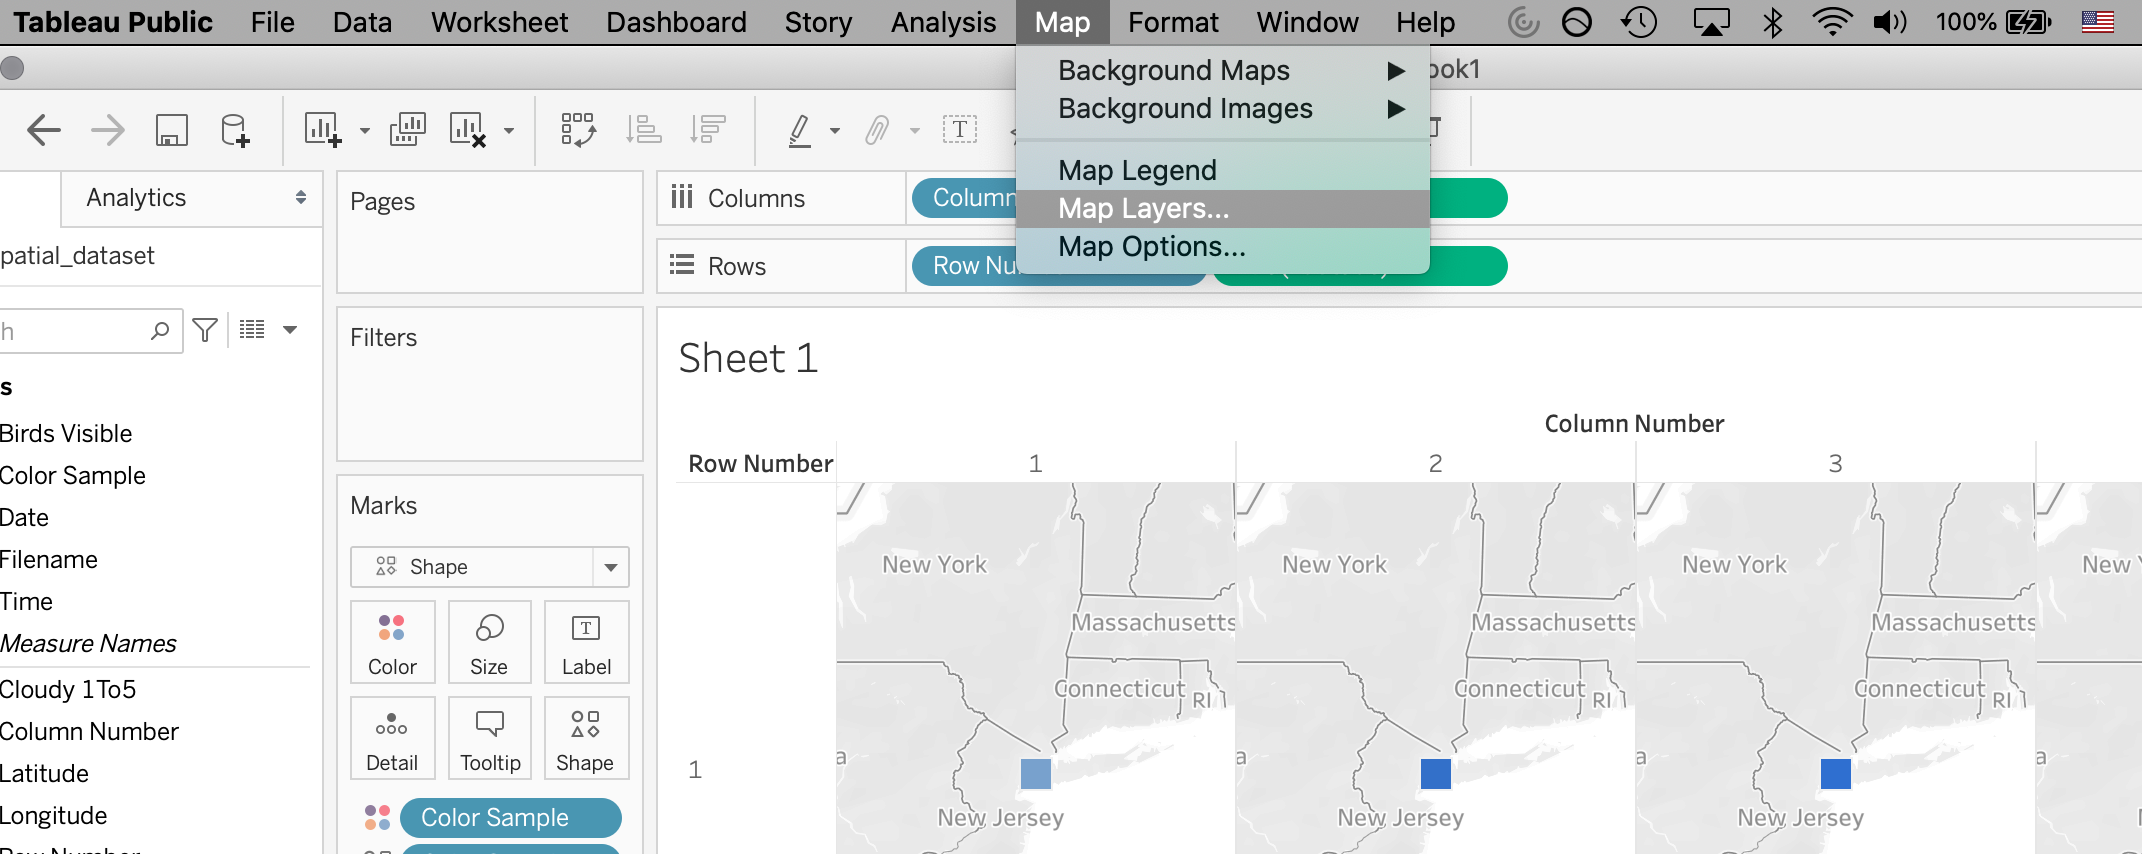 Tableau Public File Data Worksheet Dashboard Story Analysis Map Format Window Help 100%
Background Maps
ook1
Background Images
Map Legend
Map Layers...
Map Options...
Analytics
Pages
Columns
Column
patial_dataset
Rows
Row Nu
h
Filters
Sheet 1
s
Birds Visible
Color Sample
Date
Filename
Time
Measure Names
Cloudy 1To5
Column Number
Latitude
Longitude
Row Number
Marks
Shape
Color Size Label
Detail Tooltip Shape
Color Sample
Column Number
Row Number 1 2 3
New York New York New York New Y
Massachusetts Massachusetts Massachusetts
Connecticut Connecticut Connecticut
RI RI RI
a a a a
1
New Jersey New Jersey New Jersey